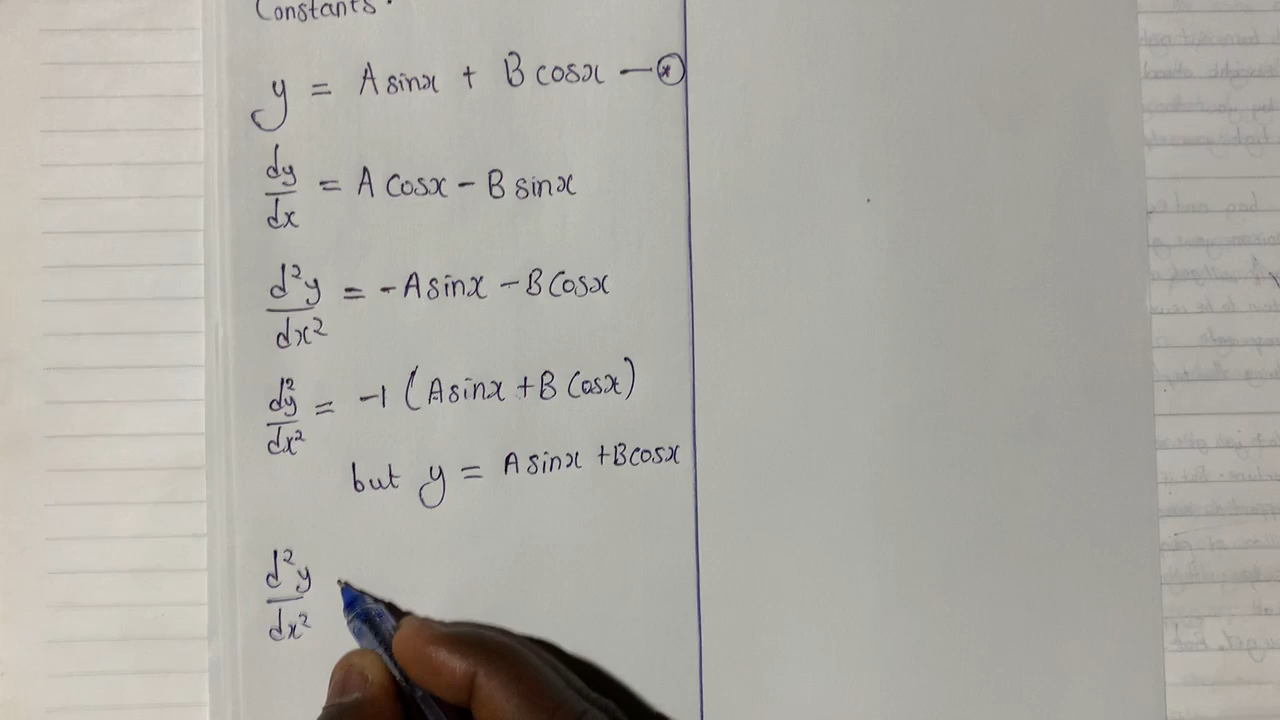 Constants.
y = A sinx + B cosx — ⊛
dy/dx = A cosx - B sinx
d²y/dx² = -A sinx - B cosx
d²y/dx² = -1 (A sinx + B cosx)
but y = A sinx + B cosx
d²y/dx²